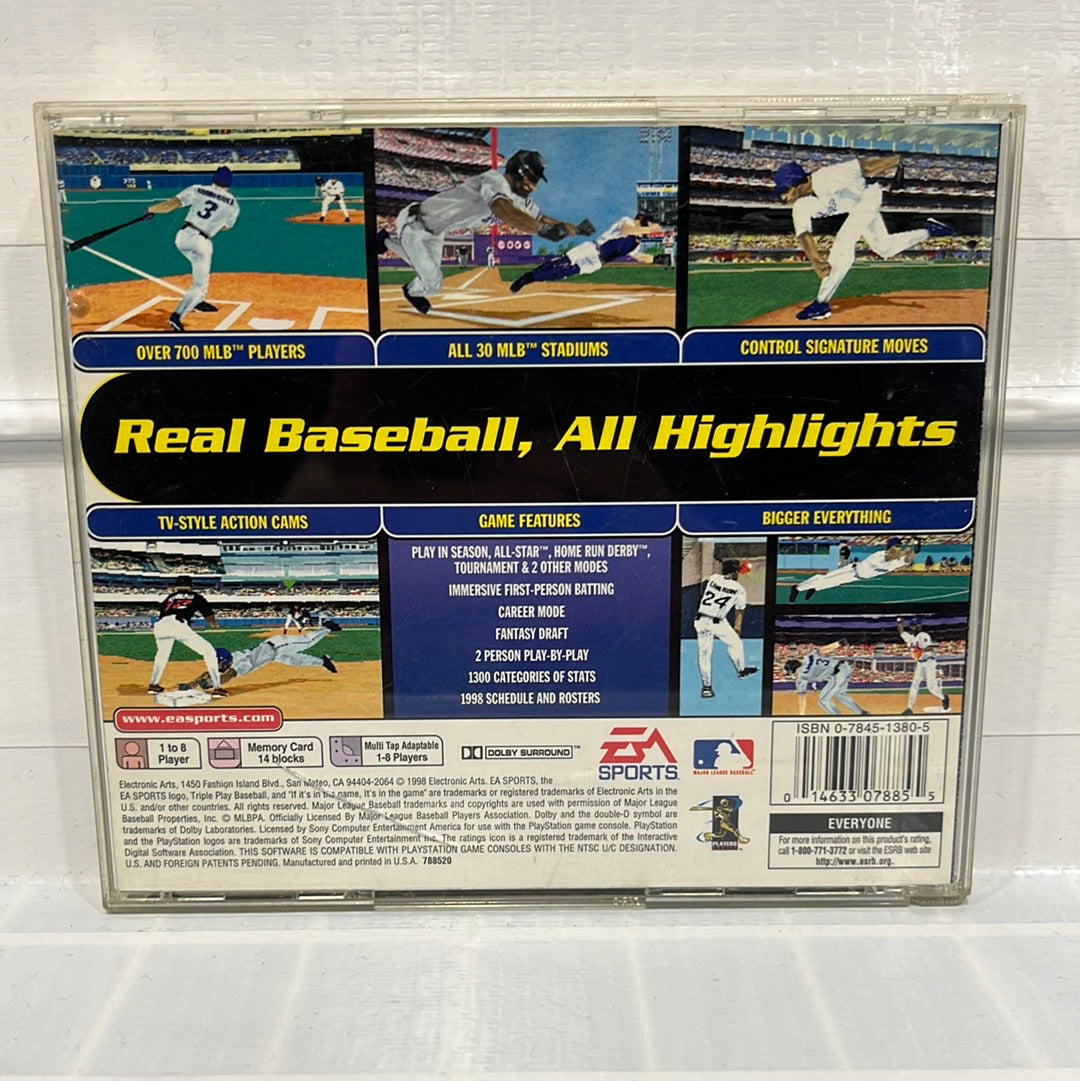 3
OVER 700 MLB™ PLAYERS
ALL 30 MLB™ STADIUMS
CONTROL SIGNATURE MOVES
Real Baseball, All Highlights
TV-STYLE ACTION CAMS
GAME FEATURES
BIGGER EVERYTHING
PLAY IN SEASON, ALL-STAR™, HOME RUN DERBY™,
TOURNAMENT & 2 OTHER MODES
IMMERSIVE FIRST-PERSON BATTING
CAREER MODE
FANTASY DRAFT
2 PERSON PLAY-BY-PLAY
1300 CATEGORIES OF STATS
1998 SCHEDULE AND ROSTERS
24
www.easports.com
1 to 8
Player
Memory Card
14 blocks
Multi Tap Adaptable
1-8 Players
DOLBY SURROUND™
EA
SPORTS™
MAJOR LEAGUE BASEBALL
PLAYERS
ISBN 0-7845-1380-5
0 14633 07885 5
EVERYONE
For more information on this product's rating,
call 1-800-771-3772 or visit the ESRB web site
http://www.esrb.org.
Electronic Arts, 1450 Fashion Island Blvd., San Mateo, CA 94404-2064 © 1998 Electronic Arts. EA SPORTS, the
EA SPORTS logo, Triple Play Baseball, and "If it's in the game, It's in the game" are trademarks or registered trademarks of Electronic Arts in the
U.S. and/or other countries. All rights reserved. Major League Baseball trademarks and copyrights are used with permission of Major League
Baseball Properties, Inc. © MLBPA. Officially Licensed By Major League Baseball Players Association. Dolby and the double-D symbol are
trademarks of Dolby Laboratories. Licensed by Sony Computer Entertainment America for use with the PlayStation game console. PlayStation
and the PlayStation logos are trademarks of Sony Computer Entertainment Inc. The ratings icon is a registered trademark of the Interactive
Digital Software Association. THIS SOFTWARE IS COMPATIBLE WITH PLAYSTATION GAME CONSOLES WITH THE NTSC U/C DESIGNATION.
U.S. AND FOREIGN PATENTS PENDING. Manufactured and printed in U.S.A. 788520